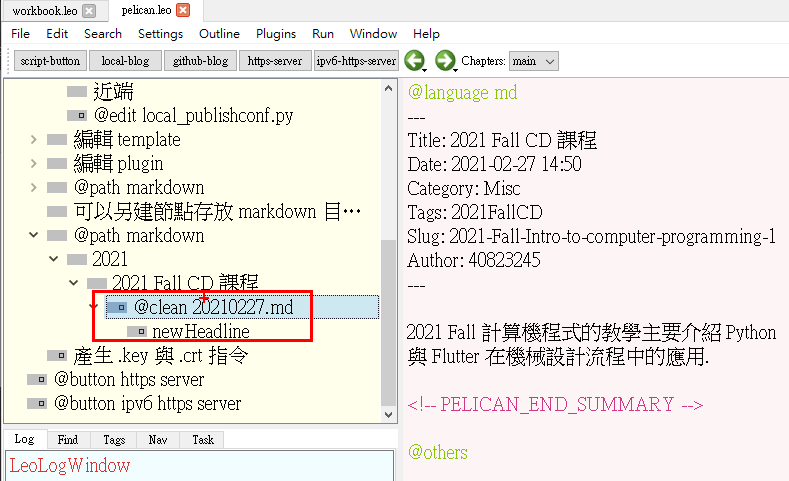 workbook.leo
pelican.leo
File Edit Search Settings Outline Plugins Run Window Help
script-button local-blog github-blog https-server ipv6-https-server Chapters: main
近端
@edit local_publishconf.py
編輯 template
編輯 plugin
@path markdown
可以另建節點存放 markdown 目…
@path markdown
2021
2021 Fall CD 課程
@clean 20210227.md
newHeadline
產生 .key 與 .crt 指令
@button https server
@button ipv6 https server
Log Find Tags Nav Task
LeoLogWindow
@language md
---
Title: 2021 Fall CD 課程
Date: 2021-02-27 14:50
Category: Misc
Tags: 2021FallCD
Slug: 2021-Fall-Intro-to-computer-programming-1
Author: 40823245
---
2021 Fall 計算機程式的教學主要介紹 Python
與 Flutter 在機械設計流程中的應用.
<!-- PELICAN_END_SUMMARY -->
@others